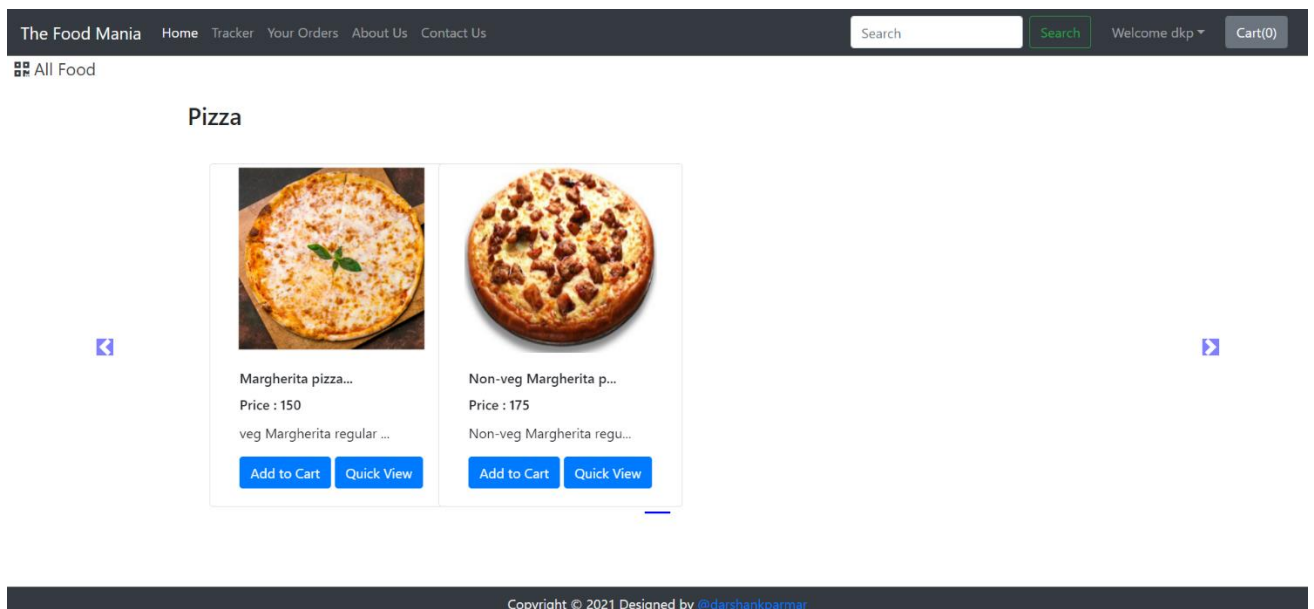 The Food Mania Home Tracker Your Orders About Us Contact Us Search Search Welcome dkp Cart(0)
All Food
Pizza
Margherita pizza...
Price : 150
veg Margherita regular ...
Add to Cart Quick View
Non-veg Margherita p...
Price : 175
Non-veg Margherita regu...
Add to Cart Quick View
Copyright © 2021 Designed by @darshankparmar